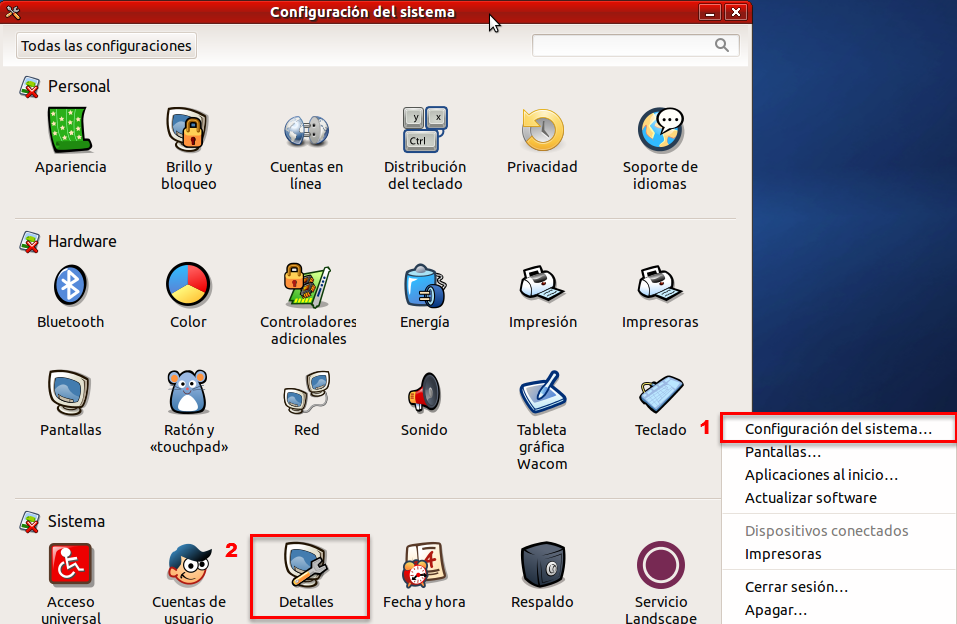 Configuración del sistema
Todas las configuraciones
Personal
Apariencia
Brillo y
bloqueo
Cuentas en
línea
y
x
Ctrl
Distribución
del teclado
Privacidad
Soporte de
idiomas
Hardware
Bluetooth
Color
Controladores
adicionales
Energía
Impresión
Impresoras
Pantallas
Ratón y
«touchpad»
Red
Sonido
Tableta
gráfica
Wacom
Teclado
1
Configuración del sistema...
Pantallas...
Aplicaciones al inicio...
Actualizar software
Dispositivos conectados
Impresoras
Cerrar sesión...
Apagar...
Sistema
Acceso
universal
Cuentas de
usuario
2
Detalles
4
Fecha y hora
Respaldo
Servicio
Landscape